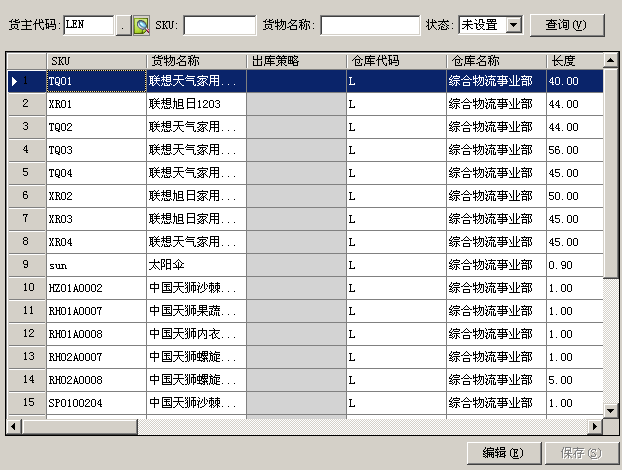 货主代码: LEN . SKU: 货物名称: 状态: 未设置 查询(Y)
SKU 货物名称 出库策略 仓库代码 仓库名称 长度
1 TQ01 联想天气家用... L 综合物流事业部 40.00
2 XR01 联想旭日1203 L 综合物流事业部 44.00
3 TQ02 联想天气家用... L 综合物流事业部 44.00
4 TQ03 联想天气家用... L 综合物流事业部 56.00
5 TQ04 联想天气家用... L 综合物流事业部 45.00
6 XR02 联想旭日家用... L 综合物流事业部 50.00
7 XR03 联想旭日家用... L 综合物流事业部 45.00
8 XR04 联想天气家用... L 综合物流事业部 45.00
9 sun 太阳伞 L 综合物流事业部 0.90
10 HZ01A0002 中国天狮沙棘... L 综合物流事业部 1.00
11 RH01A0007 中国天狮果蔬... L 综合物流事业部 1.00
12 RH01A0008 中国天狮内衣... L 综合物流事业部 1.00
13 RH02A0007 中国天狮螺旋... L 综合物流事业部 1.00
14 RH02A0008 中国天狮螺旋... L 综合物流事业部 5.00
15 SP0100204 中国天狮沙棘... L 综合物流事业部 1.00
编辑(E) 保存(S)